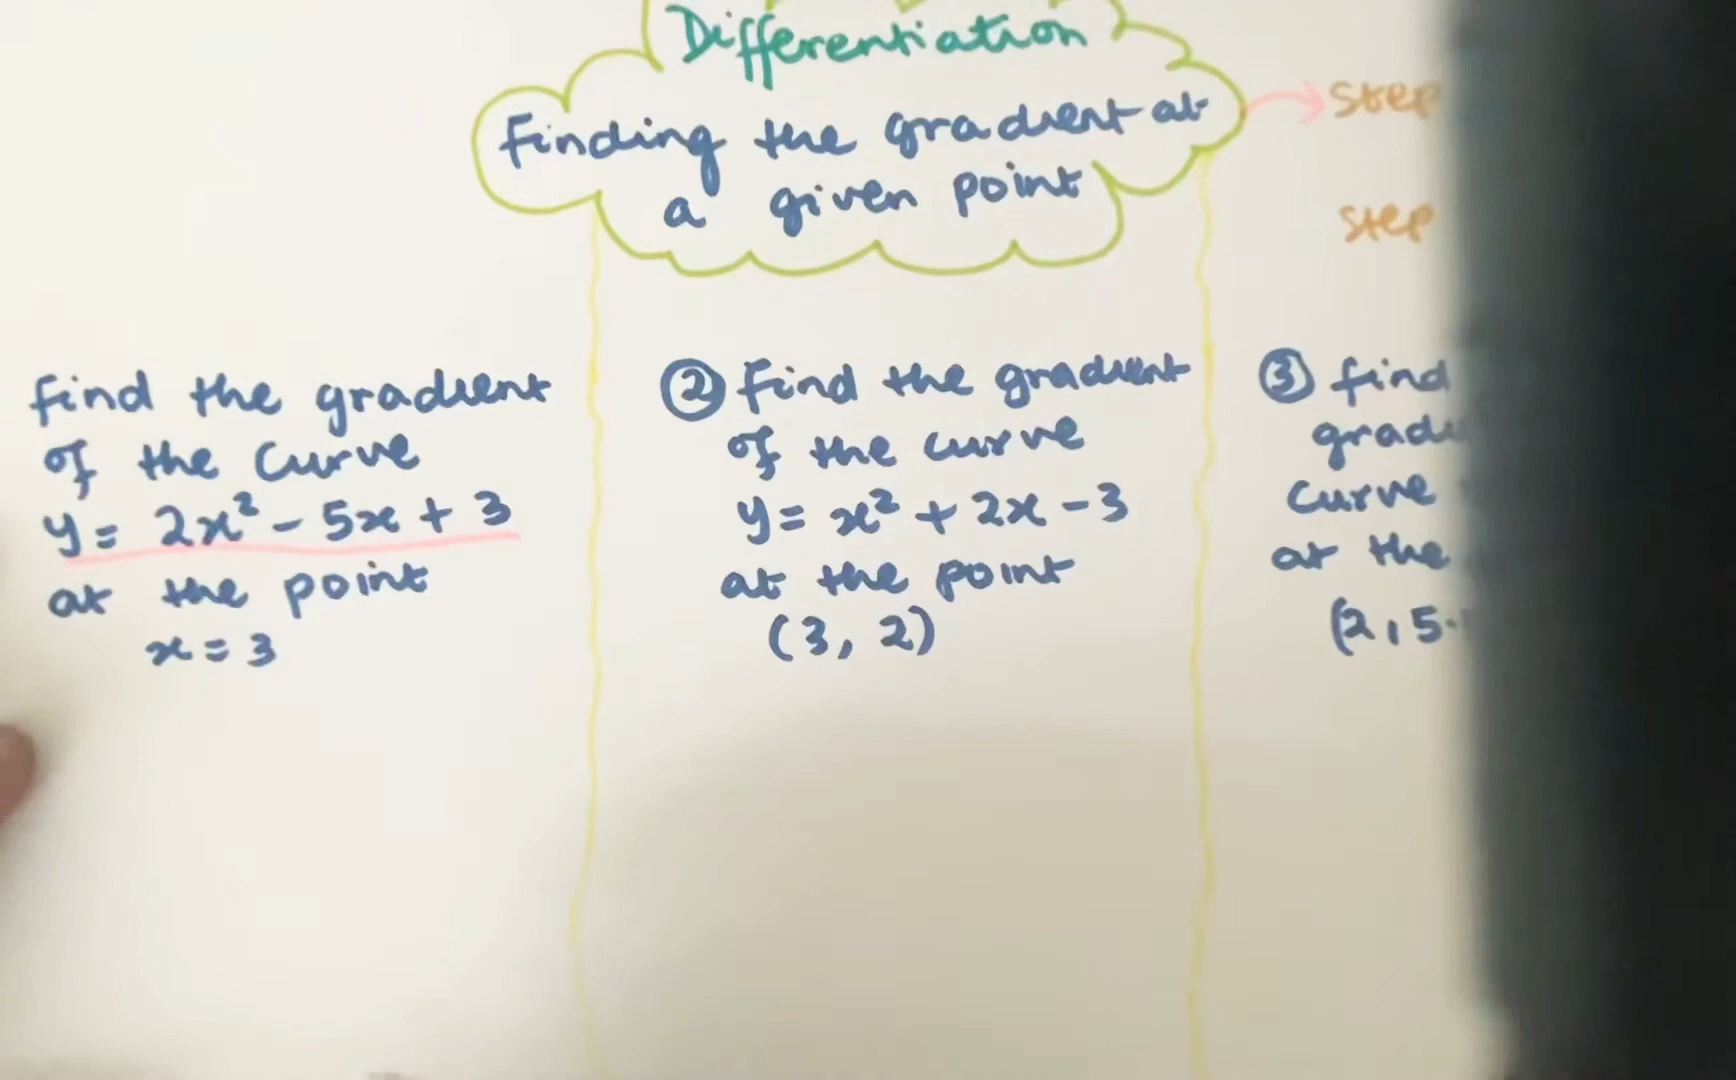 Differentiation
Finding the gradient at
a given point
Step
Step
find the gradient
of the curve
y = 2x² - 5x + 3
at the point
x = 3
② Find the gradient
of the curve
y = x² + 2x - 3
at the point
(3, 2)
③ find
curve
at the
(2, 5